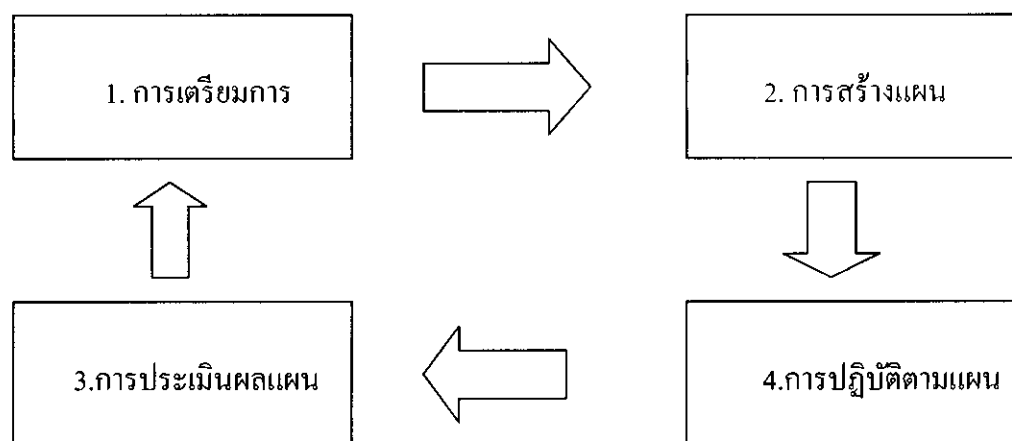 1. การเตรียมการ
2. การสร้างแผน
3.การประเมินผลแผน
4.การปฏิบัติตามแผน